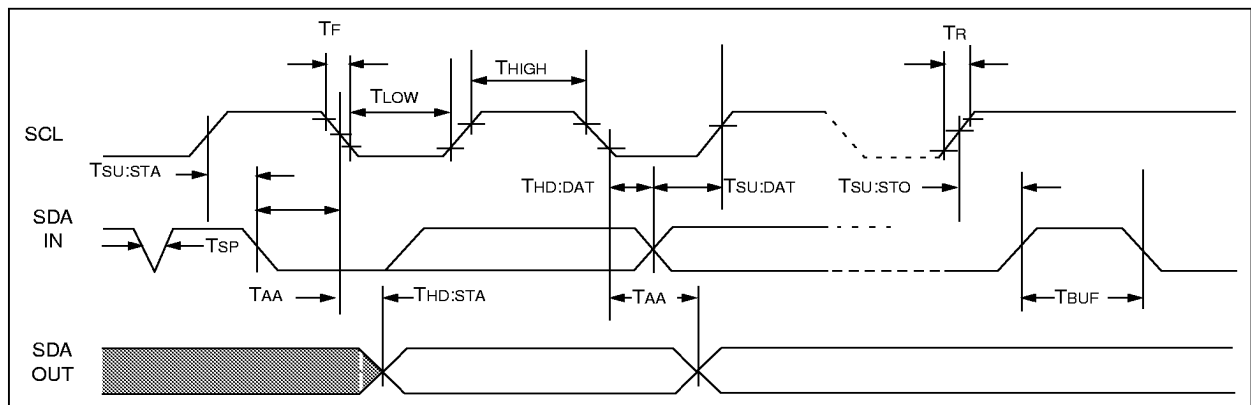 TF
TR
THIGH
TLOW
SCL
TSU:STA
THD:DAT
TSU:DAT
TSU:STO
SDA
IN
TSP
TAA
THD:STA
TAA
TBUF
SDA
OUT